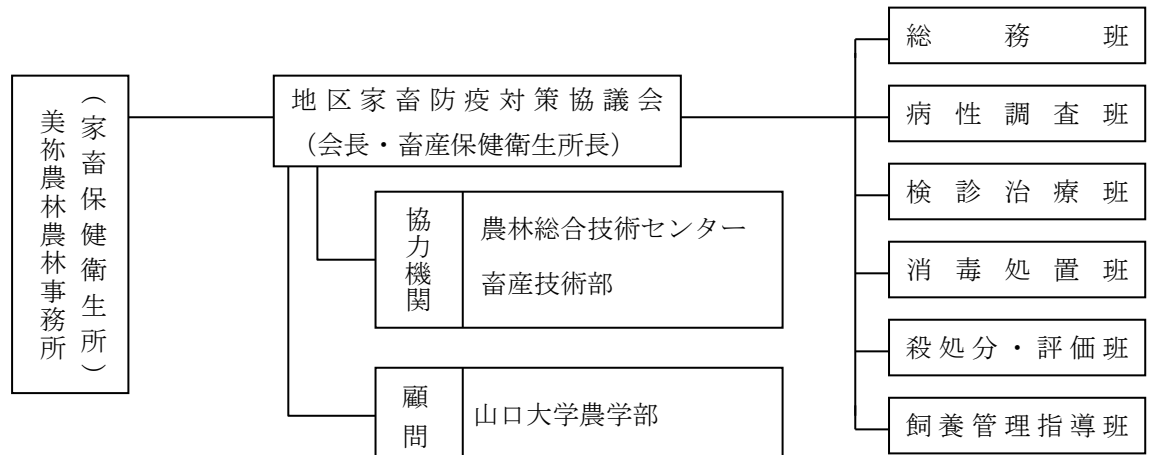 美祢農林農林事務所
（家畜保健衛生所）
地区家畜防疫対策協議会
（会長・畜産保健衛生所長）
協力機関
農林総合技術センター
畜産技術部
顧問
山口大学農学部
総務班
病性調査班
検診治療班
消毒処置班
殺処分・評価班
飼養管理指導班